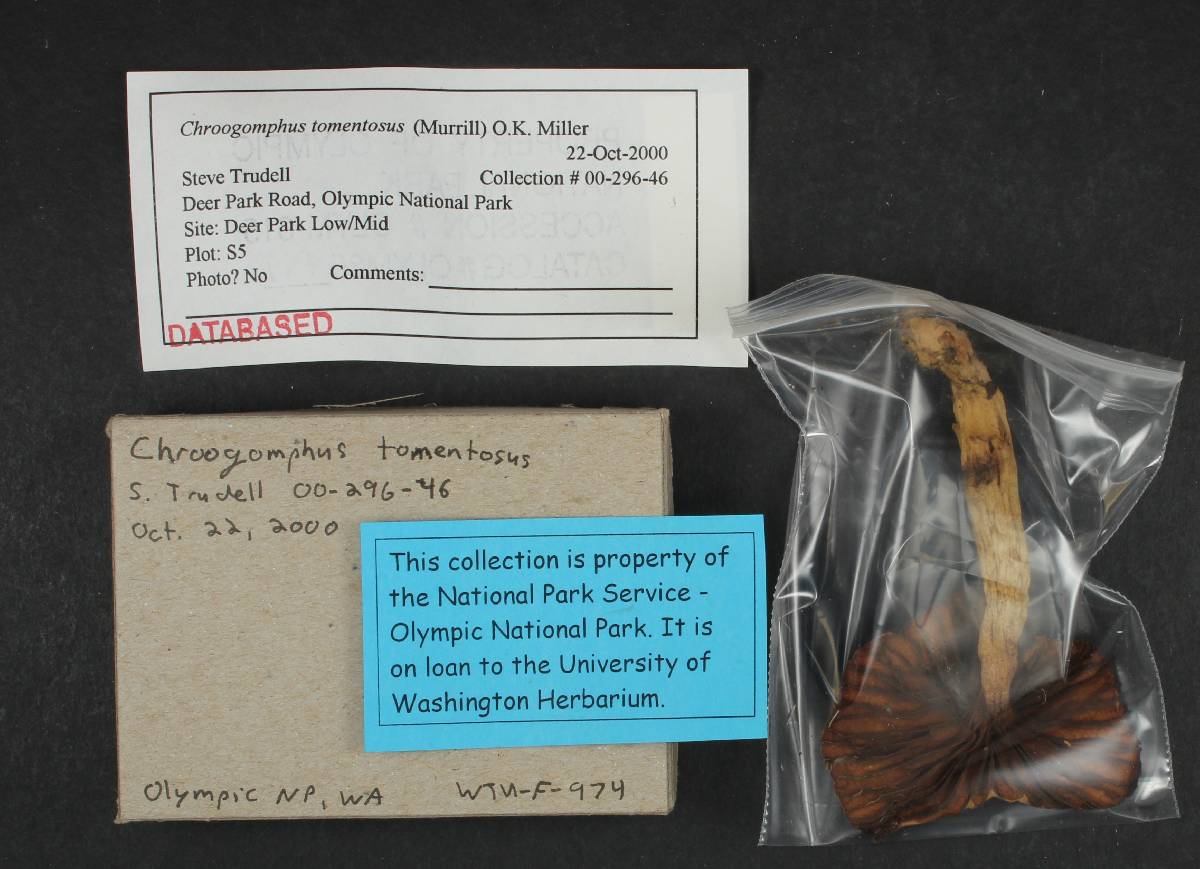 Chroogomphus tomentosus (Murrill) O.K. Miller
22-Oct-2000
Steve Trudell Collection # 00-296-46
Deer Park Road, Olympic National Park
Site: Deer Park Low/Mid
Plot: S5
Photo? No Comments:
DATABASED
Chroogomphus tomentosus
S. Trudell 00-296-46
Oct. 22, 2000
This collection is property of
the National Park Service -
Olympic National Park. It is
on loan to the University of
Washington Herbarium.
Olympic NP, WA WTU-F-974